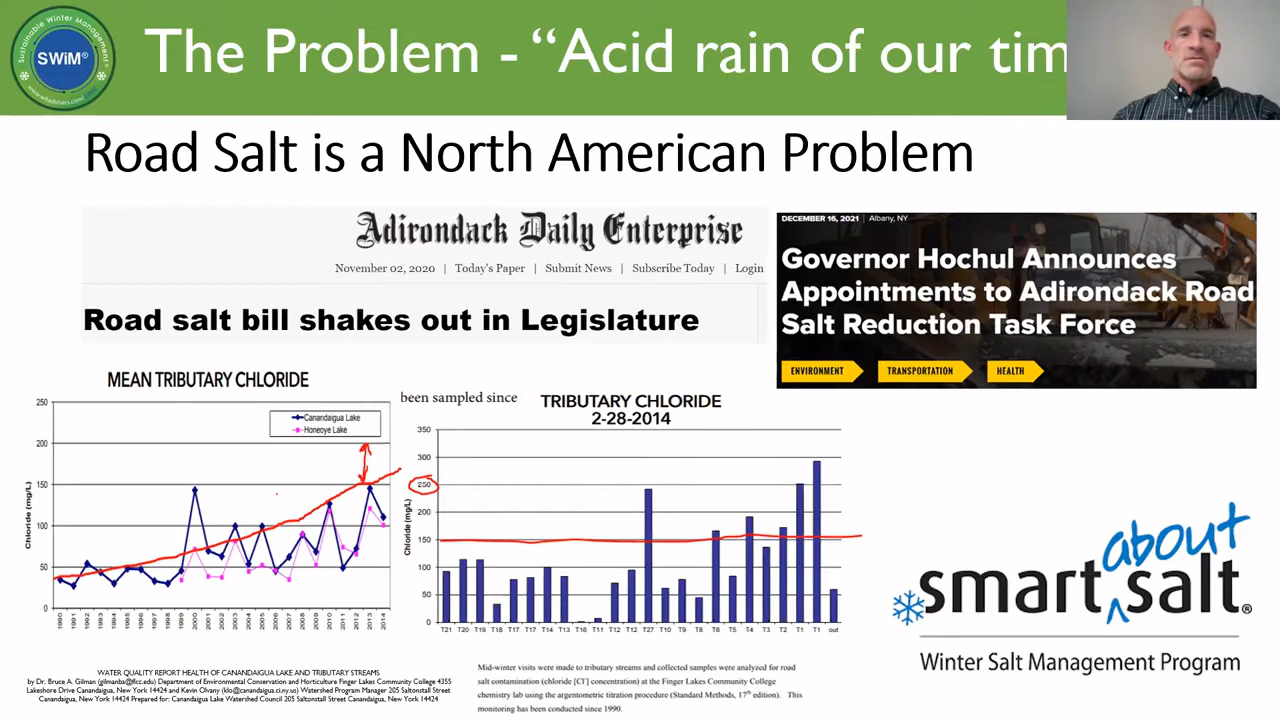 Sustainable Winter Management®
SWiM®
The Problem - “Acid rain of our tim
Road Salt is a North American Problem
Adirondack Daily Enterprise
November 02, 2020 | Today's Paper | Submit News | Subscribe Today | Login
Road salt bill shakes out in Legislature
DECEMBER 16, 2021 | Albany, NY
Governor Hochul Announces
Appointments to Adirondack Road
Salt Reduction Task Force
ENVIRONMENT TRANSPORTATION HEALTH
MEAN TRIBUTARY CHLORIDE
250
200
150
100
50
0
Chloride (mg/L)
Canandaigua Lake
Honeoye Lake
1990 1991 1992 1993 1994 1995 1996 1997 1998 1999 2000 2001 2002 2003 2004 2005 2006 2007 2008 2009 2010 2011 2012 2013 2014
been sampled since
TRIBUTARY CHLORIDE
2-28-2014
350
300
250
200
150
100
50
0
Chloride (mg/L)
T21 T20 T19 T18 T17 T17 T14 T13 T16 T11 T12 T12 T27 T10 T9 T8 T6 T5 T4 T3 T2 T1 T1 out
WATER QUALITY REPORT HEALTH OF CANANDAIGUA LAKE AND TRIBUTARY STREAMS
by Dr. Bruce A. Gilman (gilmanba@flcc.edu) Department of Environmental Conservation and Horticulture Finger Lakes Community College 4355
Lakeshore Drive Canandaigua, New York 14424 and Kevin Olvany (klo@canandaigua.ci.ny.us) Watershed Program Manager 205 Saltonstall Street
Canandaigua, New York 14424 Prepared for: Canandaigua Lake Watershed Council 205 Saltonstall Street Canandaigua, New York 14424
Mid-winter visits were made to tributary streams and collected samples were analyzed for road
salt contamination (chloride [Cl⁻] concentration) at the Finger Lakes Community College
chemistry lab using the argentometric titration procedure (Standard Methods, 17th edition). This
monitoring has been conducted since 1990.
smart about salt®
Winter Salt Management Program